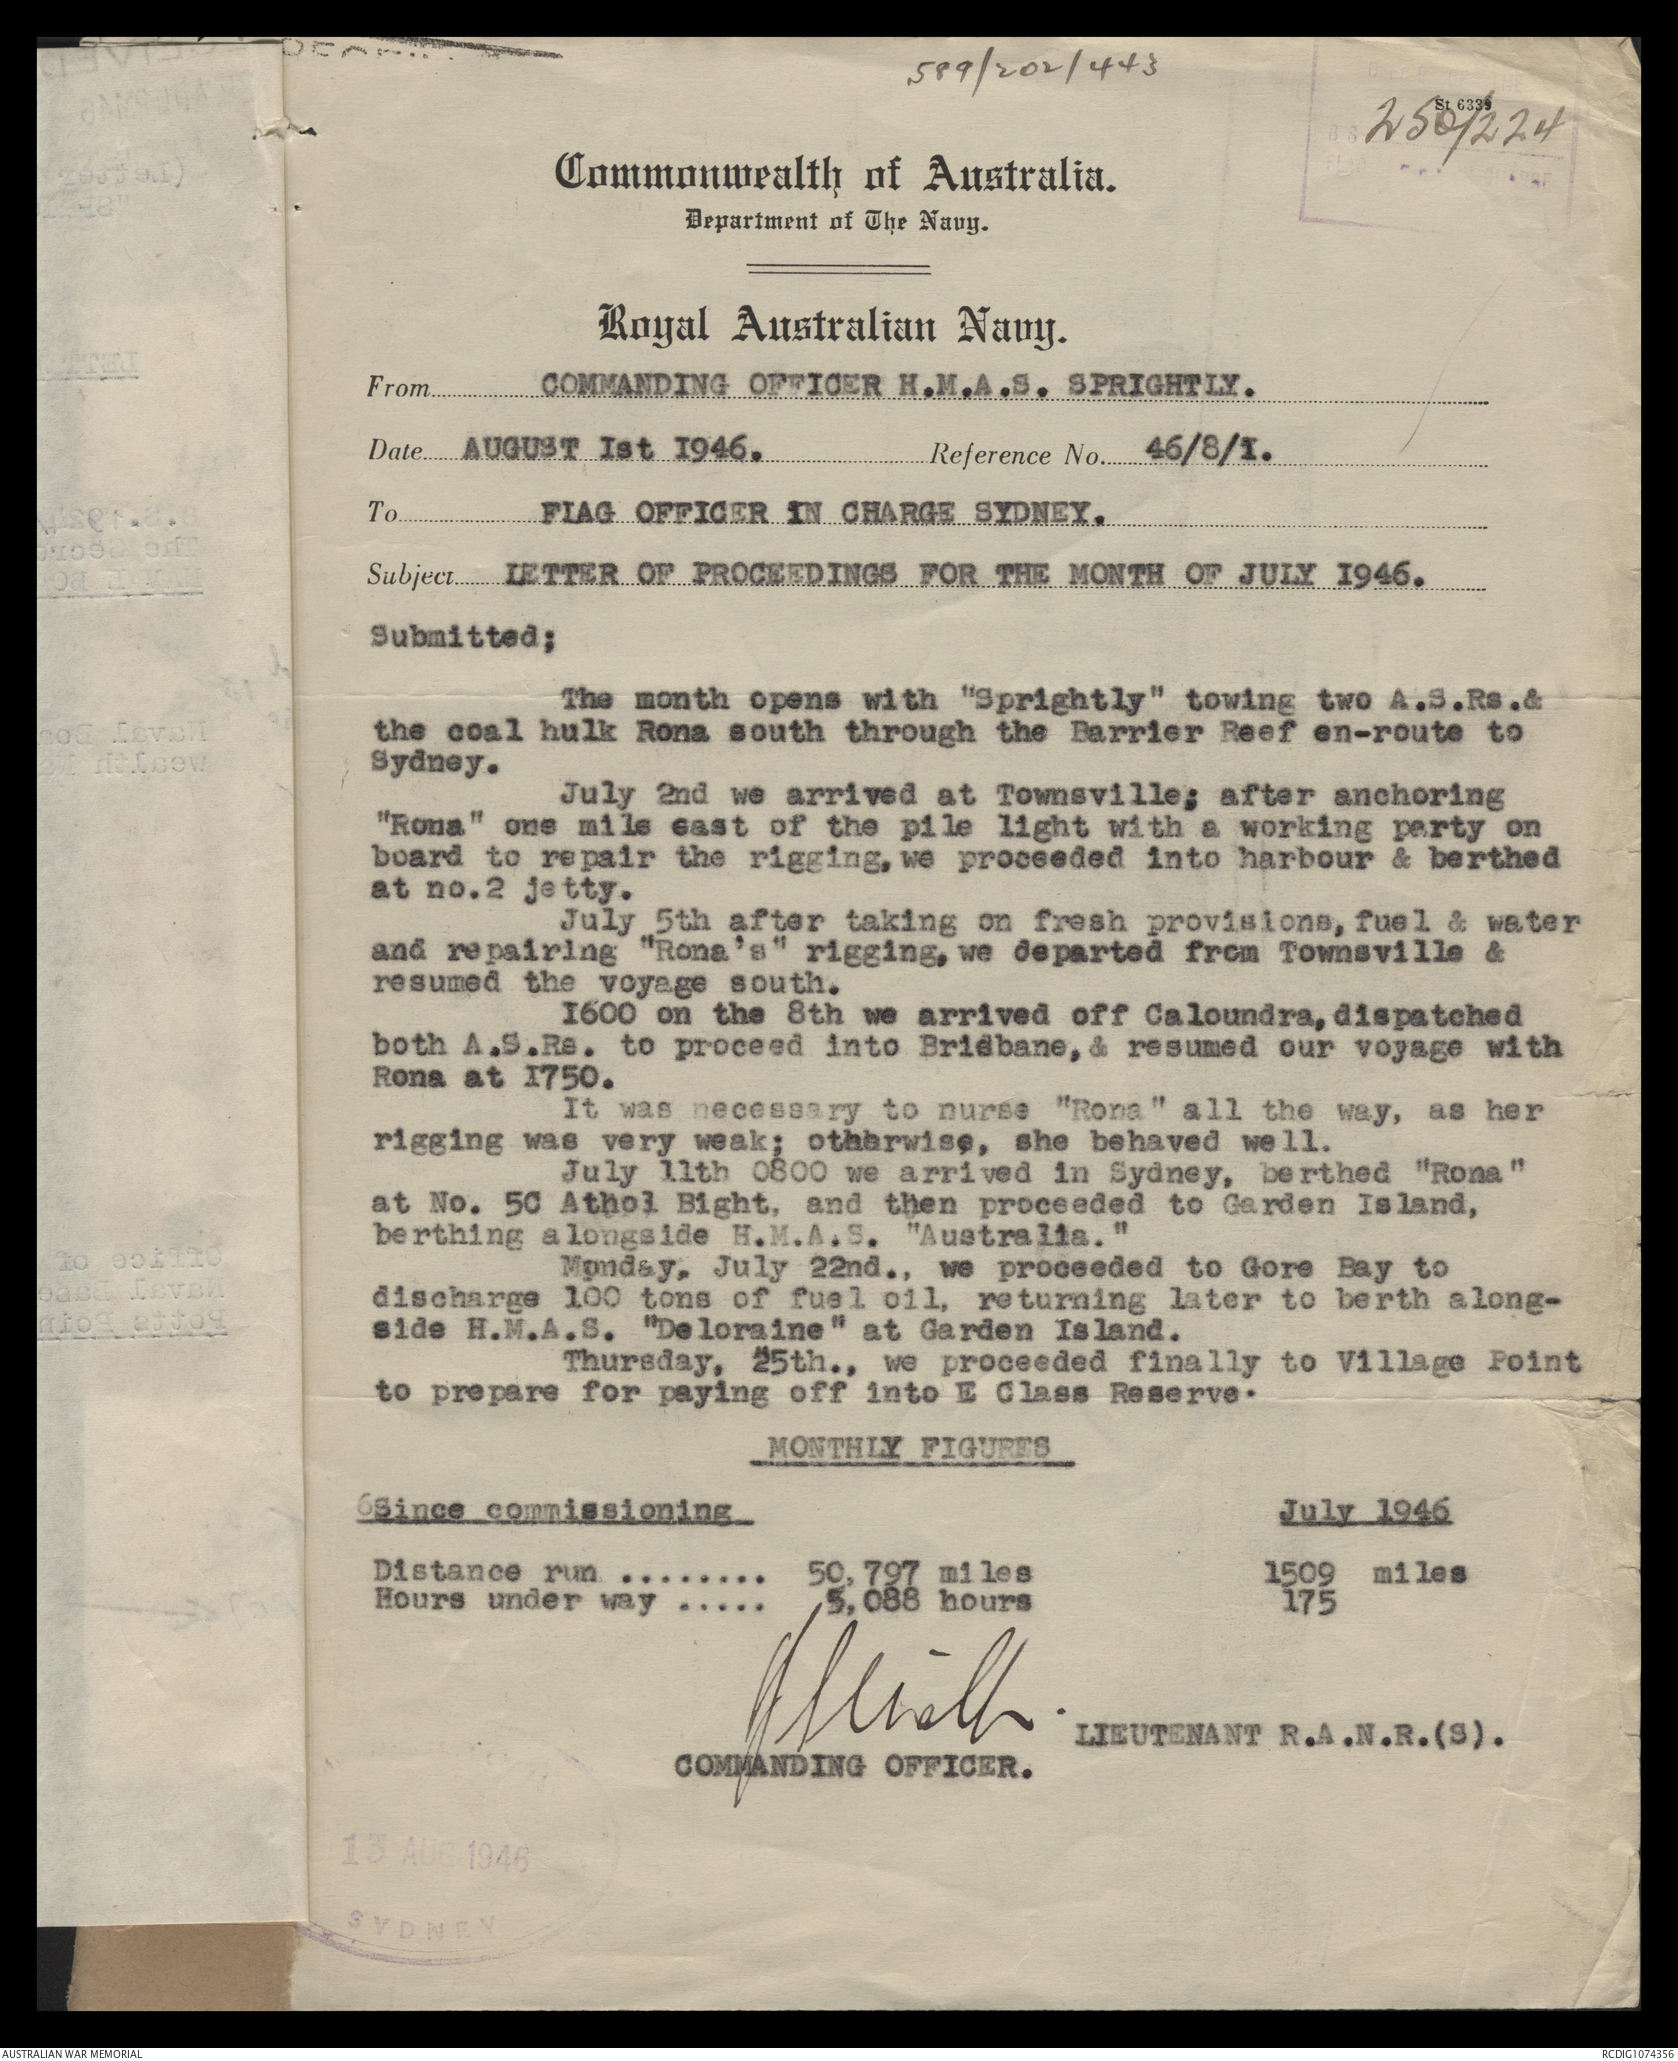 589/202/443
St 6339
250/224
Commonwealth of Australia.
Department of The Navy.
Royal Australian Navy.
From COMMANDING OFFICER H.M.A.S. SPRIGHTLY.
Date AUGUST Ist I946. Reference No. 46/8/I.
To FIAG OFFICER IN CHARGE SYDNEY.
Subject LETTER OF PROCEEDINGS FOR THE MONTH OF JULY I946.
Submitted;
The month opens with "Sprightly" towing two A.S.Rs.&
the coal hulk Rona south through the Barrier Reef en-route to
Sydney.
July 2nd we arrived at Townsville; after anchoring
"Rona" one mile east of the pile light with a working party on
board to repair the rigging, we proceeded into harbour & berthed
at no.2 jetty.
July 5th after taking on fresh provisions, fuel & water
and repairing "Rona's" rigging, we departed from Townsville &
resumed the voyage south.
I600 on the 8th we arrived off Caloundra, dispatched
both A.S.Rs. to proceed into Brisbane, & resumed our voyage with
Rona at I750.
It was necessary to nurse "Rona" all the way, as her
rigging was very weak; otherwise, she behaved well.
July 11th 0800 we arrived in Sydney, berthed "Rona"
at No. 5C Athol Bight, and then proceeded to Garden Island,
berthing alongside H.M.A.S. "Australia."
Monday, July 22nd., we proceeded to Gore Bay to
discharge 100 tons of fuel oil, returning later to berth along-
side H.M.A.S. "Deloraine" at Garden Island.
Thursday, 25th., we proceeded finally to Village Point
to prepare for paying off into E Class Reserve.
MONTHLY FIGURES
6Since commissioning July 1946
Distance run ........ 50,797 miles 1509 miles
Hours under way ..... 5,088 hours 175
LIEUTENANT R.A.N.R.(S).
COMMANDING OFFICER.
13 AUG 1946
SYDNEY
AUSTRALIAN WAR MEMORIAL
RCDIG1074356